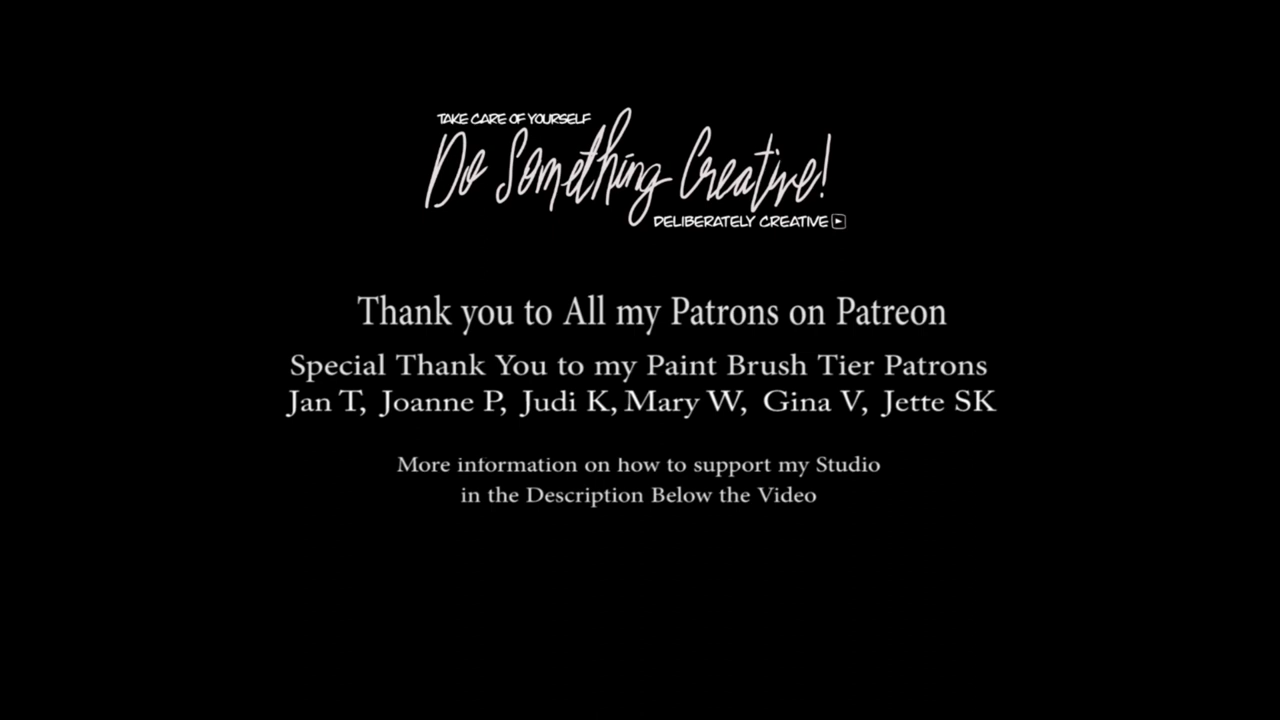 TAKE CARE OF YOURSELF
Do Something Creative!
DELIBERATELY CREATIVE
Thank you to All my Patrons on Patreon
Special Thank You to my Paint Brush Tier Patrons
Jan T, Joanne P, Judi K, Mary W, Gina V, Jette SK
More information on how to support my Studio
in the Description Below the Video